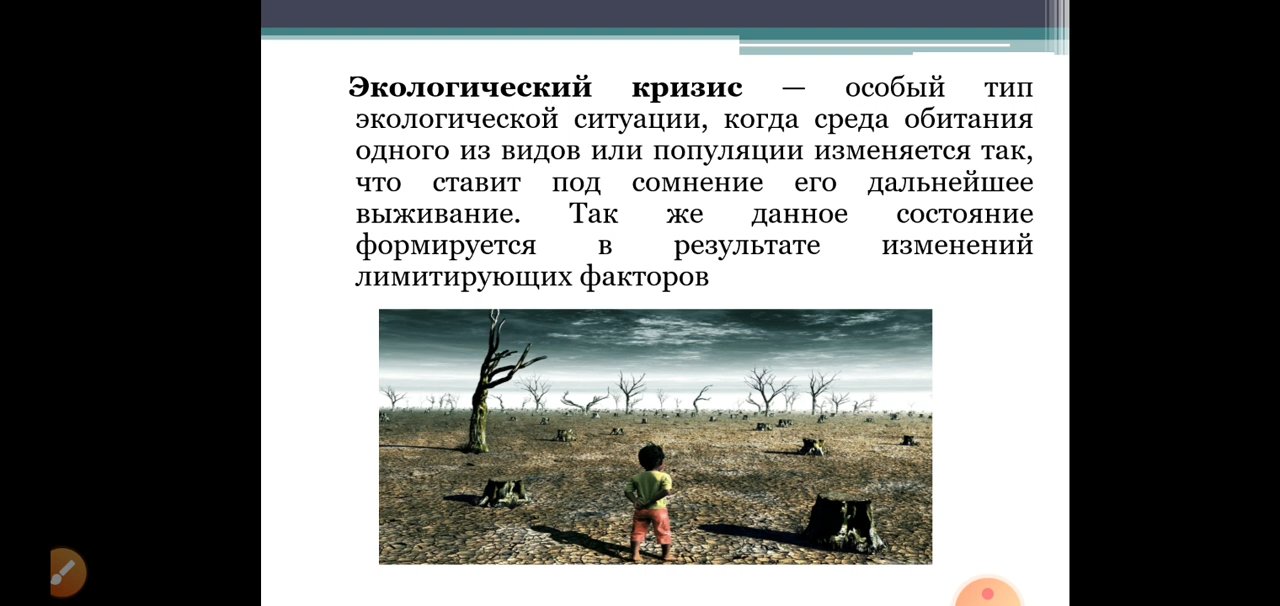 Экологический кризис — особый тип
экологической ситуации, когда среда обитания
одного из видов или популяции изменяется так,
что ставит под сомнение его дальнейшее
выживание. Так же данное состояние
формируется в результате изменений
лимитирующих факторов